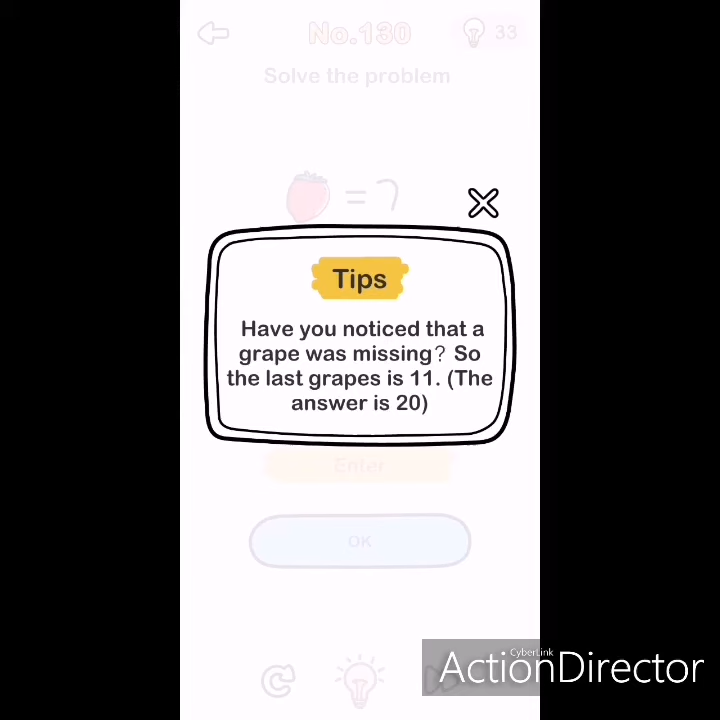 No.130
33
Solve the problem
= 7
Tips
Have you noticed that a
grape was missing? So
the last grapes is 11. (The
answer is 20)
Enter
OK
CyberLink
ActionDirector